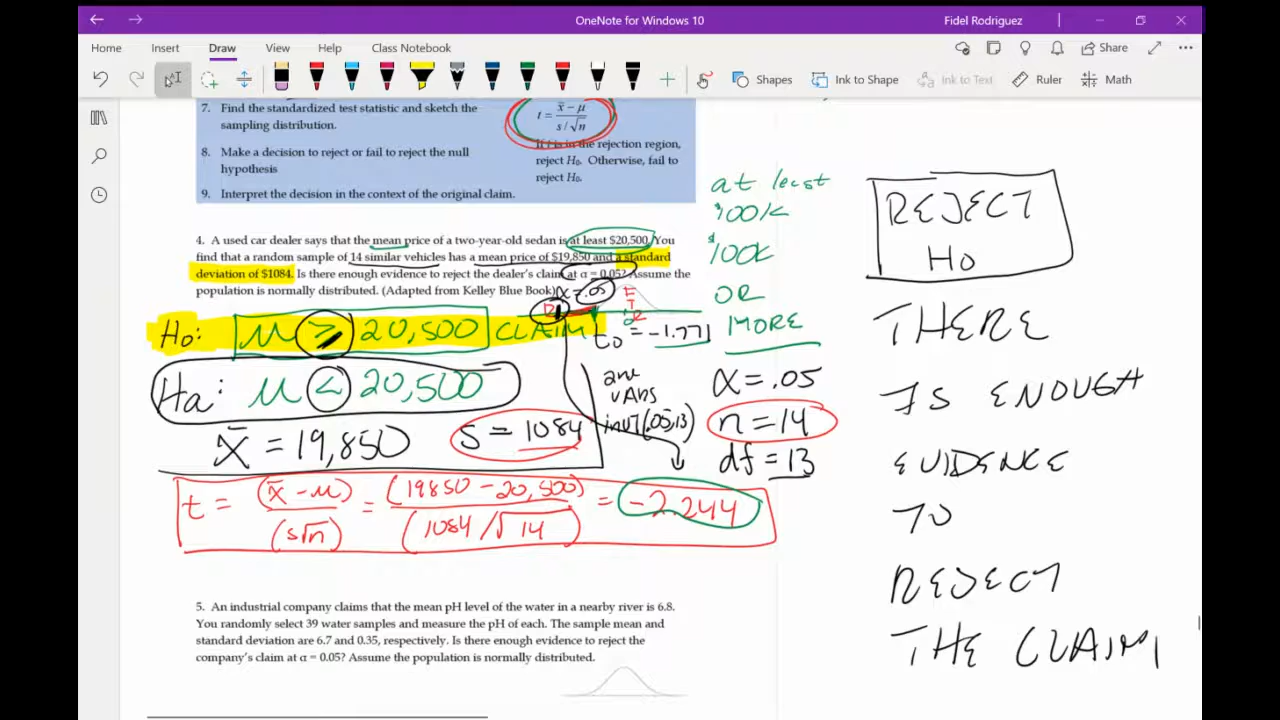 OneNote for Windows 10
Fidel Rodriguez
Home Insert Draw View Help Class Notebook
Share
Shapes Ink to Shape Ink to Text Ruler Math
7. Find the standardized test statistic and sketch the
sampling distribution.
t = x̄ − μ
s/√n
8. Make a decision to reject or fail to reject the null
hypothesis
If t is in the rejection region,
reject H₀. Otherwise, fail to
reject H₀.
9. Interpret the decision in the context of the original claim.
4. A used car dealer says that the mean price of a two-year-old sedan is at least $20,500. You
find that a random sample of 14 similar vehicles has a mean price of $19,850 and a standard
deviation of $1084. Is there enough evidence to reject the dealer's claim at α = 0.05? Assume the
population is normally distributed. (Adapted from Kelley Blue Book)
α = .05
Ho: μ ≥ 20,500 CLAIM
t₀ = −1.771
Ha: μ < 20,500
x̄ = 19,850
s = 1084
2nd
VARS
invT(.05,13)
t = (x̄ − μ) = (19850 − 20,500) = −2.244
(s√n) (1084/√14)
at least
$100K
$100K
OR
MORE
α = .05
n = 14
df = 13
REJECT
Ho
THERE
IS ENOUGH
EVIDENCE
TO
REJECT
THE CLAIM
5. An industrial company claims that the mean pH level of the water in a nearby river is 6.8.
You randomly select 39 water samples and measure the pH of each. The sample mean and
standard deviation are 6.7 and 0.35, respectively. Is there enough evidence to reject the
company's claim at α = 0.05? Assume the population is normally distributed.